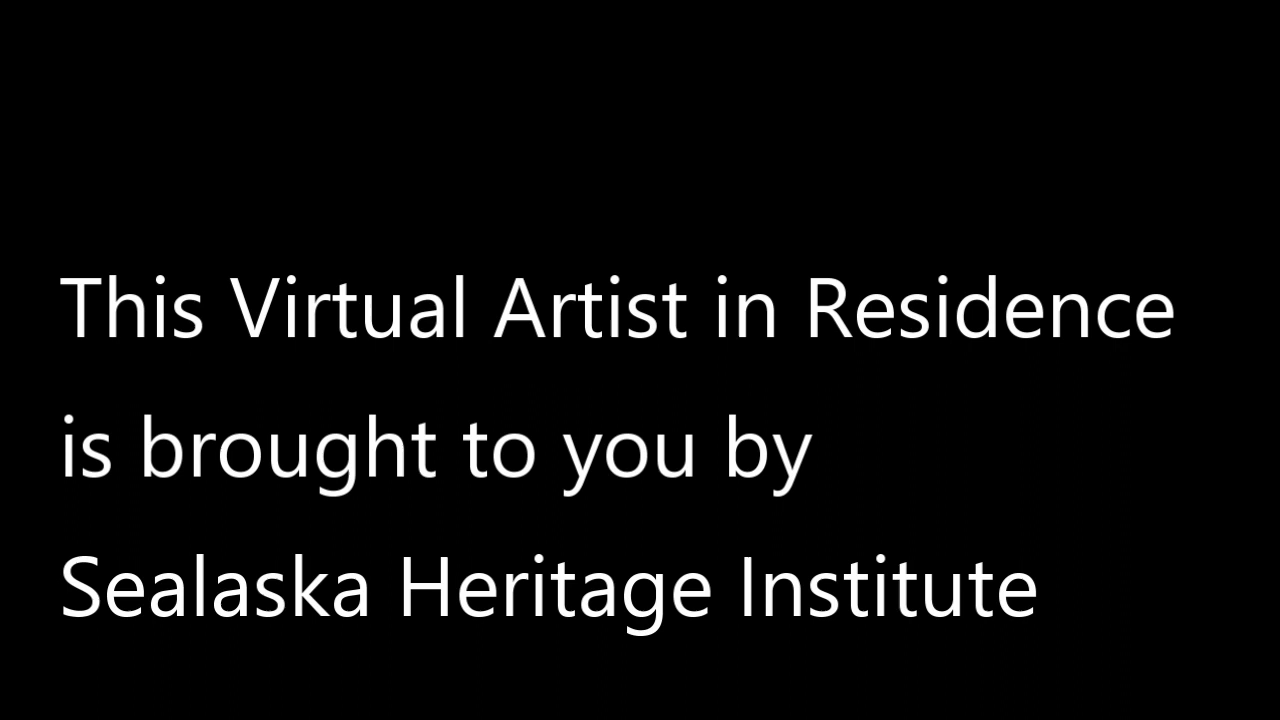 This Virtual Artist in Residence
is brought to you by
Sealaska Heritage Institute